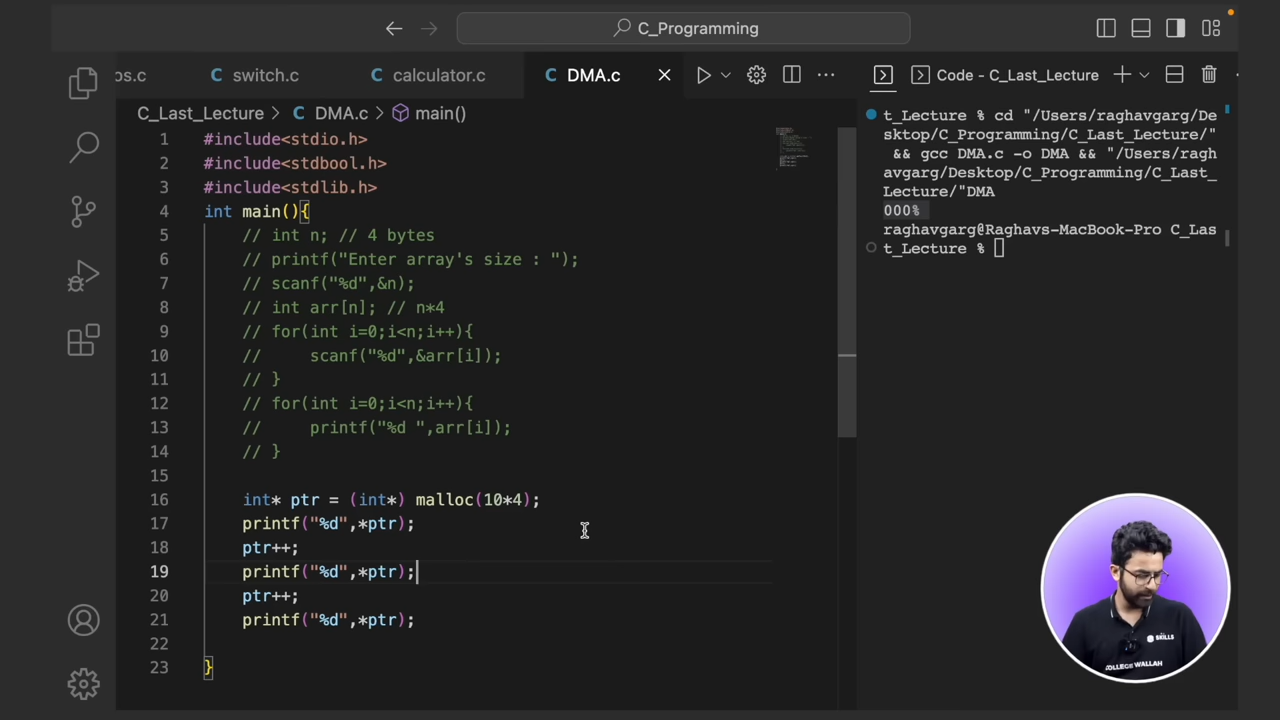 C_Programming
os.c
switch.c
calculator.c
DMA.c
Code - C_Last_Lecture
C_Last_Lecture > C DMA.c > main()
1 #include<stdio.h>
2 #include<stdbool.h>
3 #include<stdlib.h>
4 int main(){
5 // int n; // 4 bytes
6 // printf("Enter array's size : ");
7 // scanf("%d",&n);
8 // int arr[n]; // n*4
9 // for(int i=0;i<n;i++){
10 //     scanf("%d",&arr[i]);
11 // }
12 // for(int i=0;i<n;i++){
13 //     printf("%d ",arr[i]);
14 // }
15
16 int* ptr = (int*) malloc(10*4);
17 printf("%d",*ptr);
18 ptr++;
19 printf("%d",*ptr);
20 ptr++;
21 printf("%d",*ptr);
22
23 }
t_Lecture % cd "/Users/raghavgarg/De
sktop/C_Programming/C_Last_Lecture/"
&& gcc DMA.c -o DMA && "/Users/ragh
avgarg/Desktop/C_Programming/C_Last_
Lecture/"DMA
000%
raghavgarg@Raghavs-MacBook-Pro C_Las
t_Lecture %
SKILLS
COLLEGE WALLAH